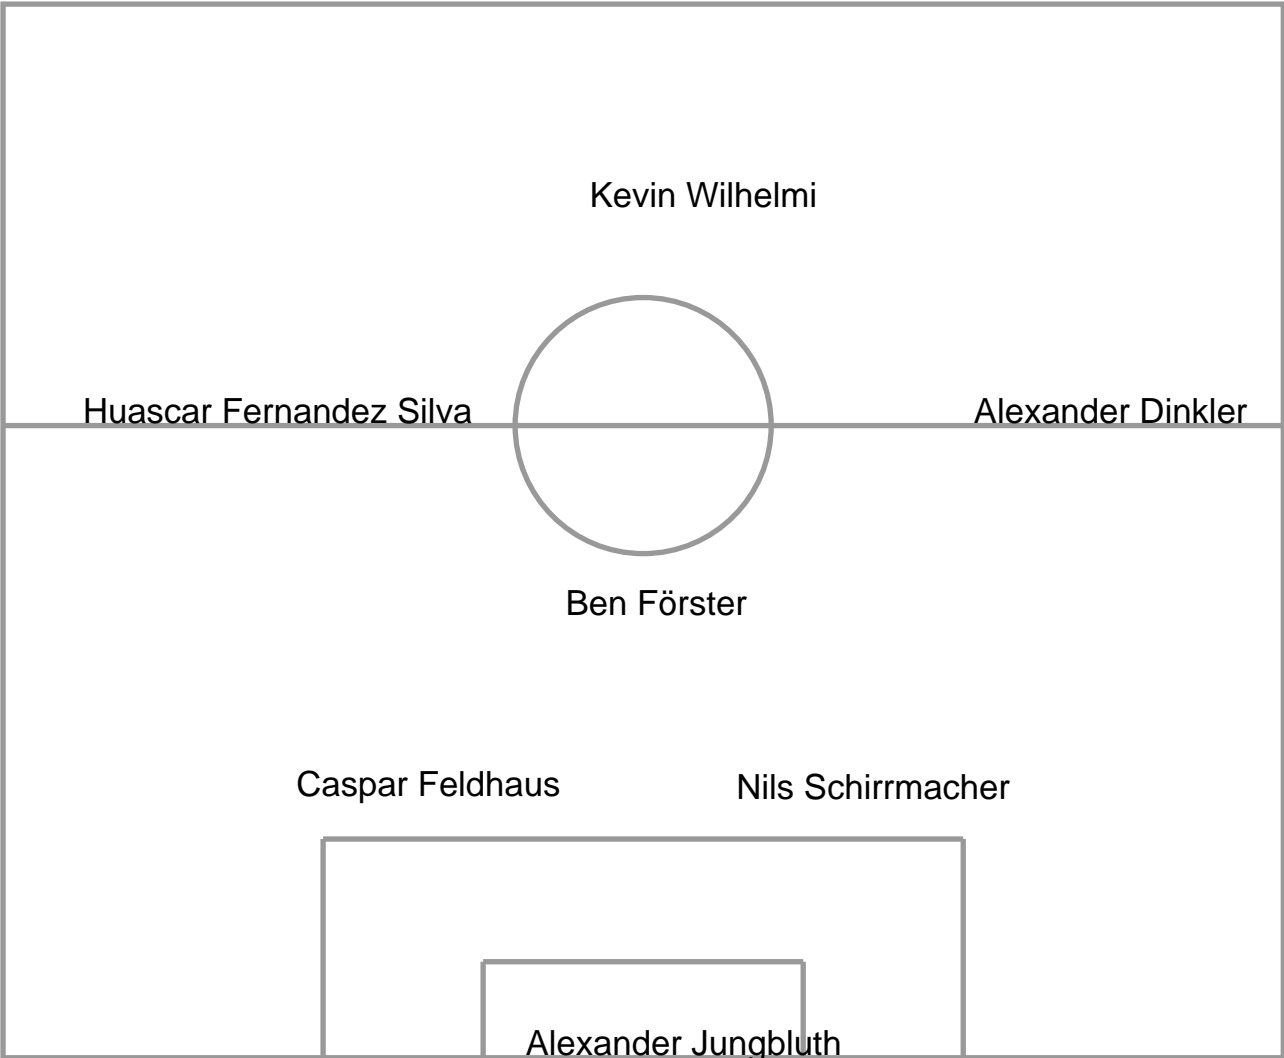 Kevin Wilhelmi
Huascar Fernandez Silva
Alexander Dinkler
Ben Förster
Caspar Feldhaus
Nils Schirrmacher
Alexander Jungbluth